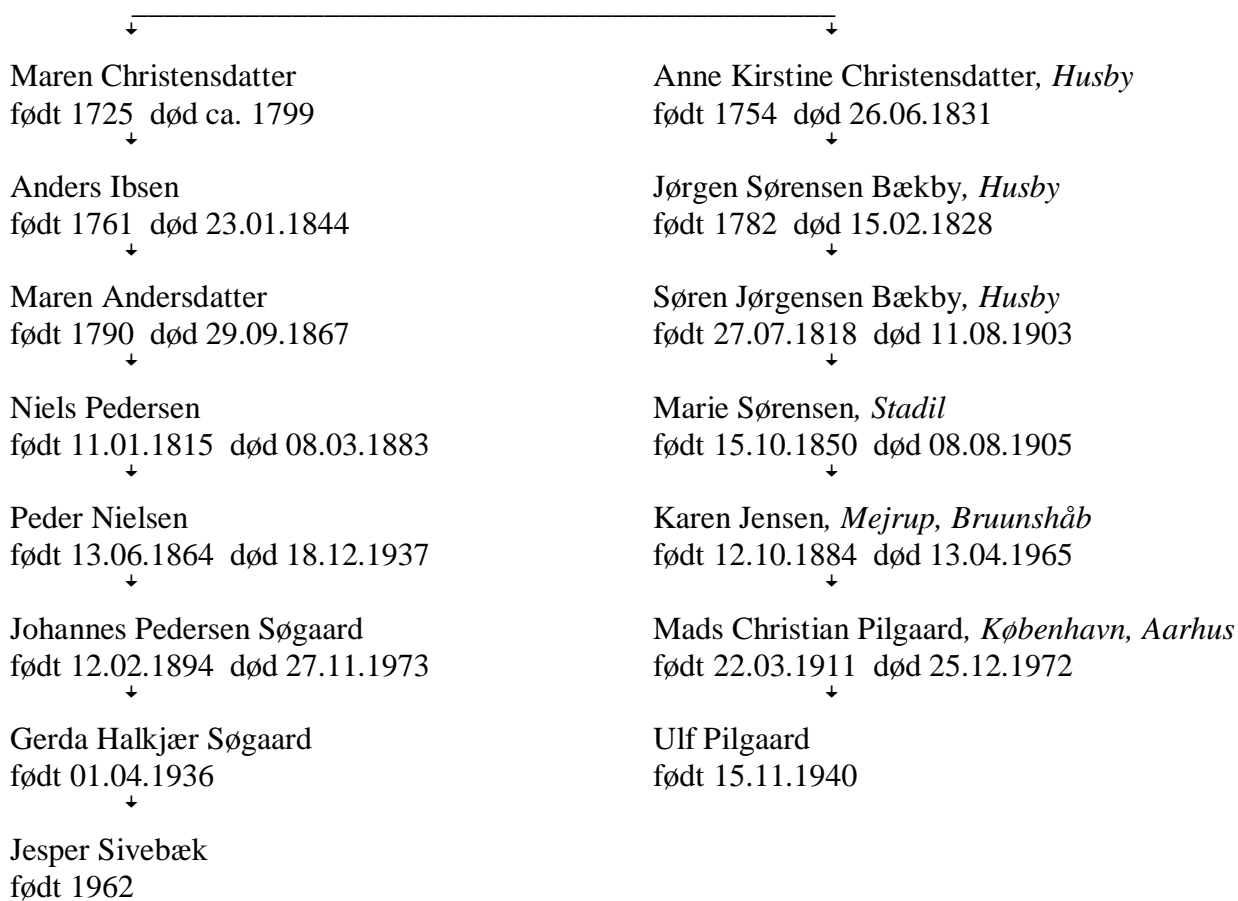 Maren Christensdatter
født 1725 død ca. 1799
Anders Ibsen
født 1761 død 23.01.1844
Maren Andersdatter
født 1790 død 29.09.1867
Niels Pedersen
født 11.01.1815 død 08.03.1883
Peder Nielsen
født 13.06.1864 død 18.12.1937
Johannes Pedersen Søgaard
født 12.02.1894 død 27.11.1973
Gerda Halkjær Søgaard
født 01.04.1936
Jesper Sivebæk
født 1962
Anne Kirstine Christensdatter, Husby
født 1754 død 26.06.1831
Jørgen Sørensen Bækby, Husby
født 1782 død 15.02.1828
Søren Jørgensen Bækby, Husby
født 27.07.1818 død 11.08.1903
Marie Sørensen, Stadil
født 15.10.1850 død 08.08.1905
Karen Jensen, Mejrup, Bruunshåb
født 12.10.1884 død 13.04.1965
Mads Christian Pilgaard, København, Aarhus
født 22.03.1911 død 25.12.1972
Ulf Pilgaard
født 15.11.1940